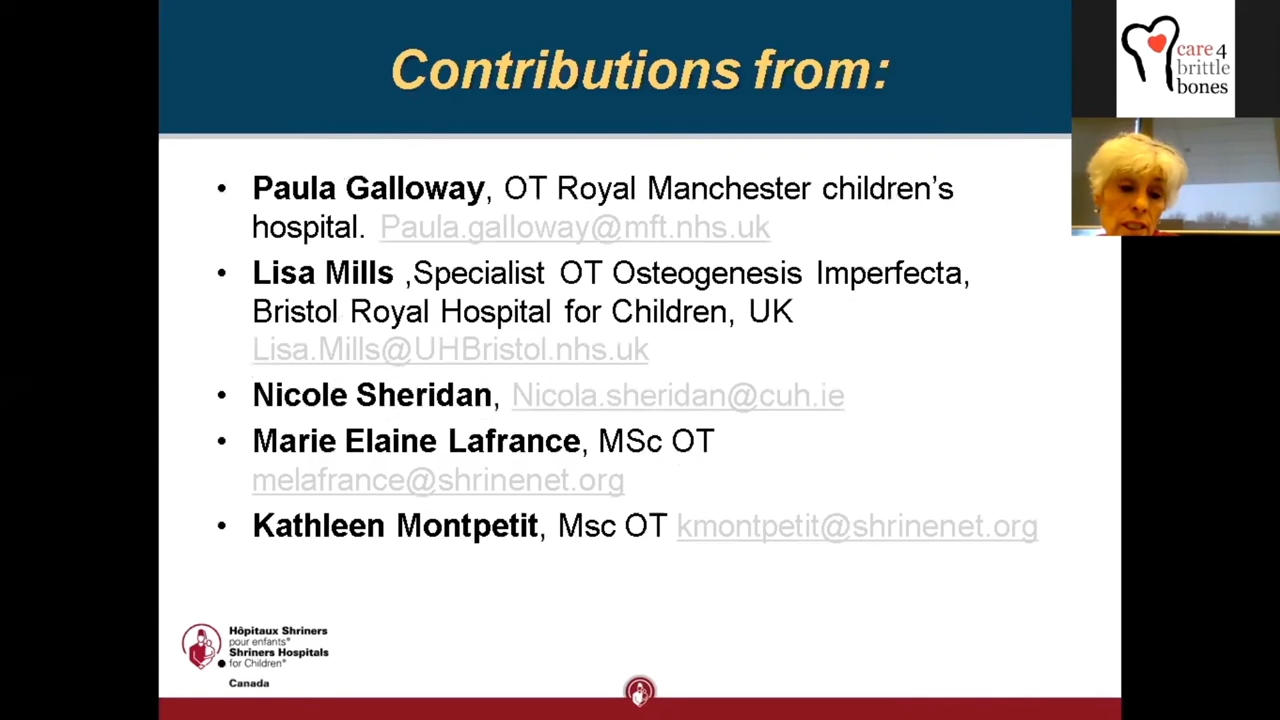 Contributions from:
care 4
brittle
bones
• Paula Galloway, OT Royal Manchester children’s
hospital. Paula.galloway@mft.nhs.uk
• Lisa Mills ,Specialist OT Osteogenesis Imperfecta,
Bristol Royal Hospital for Children, UK
Lisa.Mills@UHBristol.nhs.uk
• Nicole Sheridan, Nicola.sheridan@cuh.ie
• Marie Elaine Lafrance, MSc OT
melafrance@shrinenet.org
• Kathleen Montpetit, Msc OT kmontpetit@shrinenet.org
Hôpitaux Shriners
pour enfants®
Shriners Hospitals
for Children®
Canada